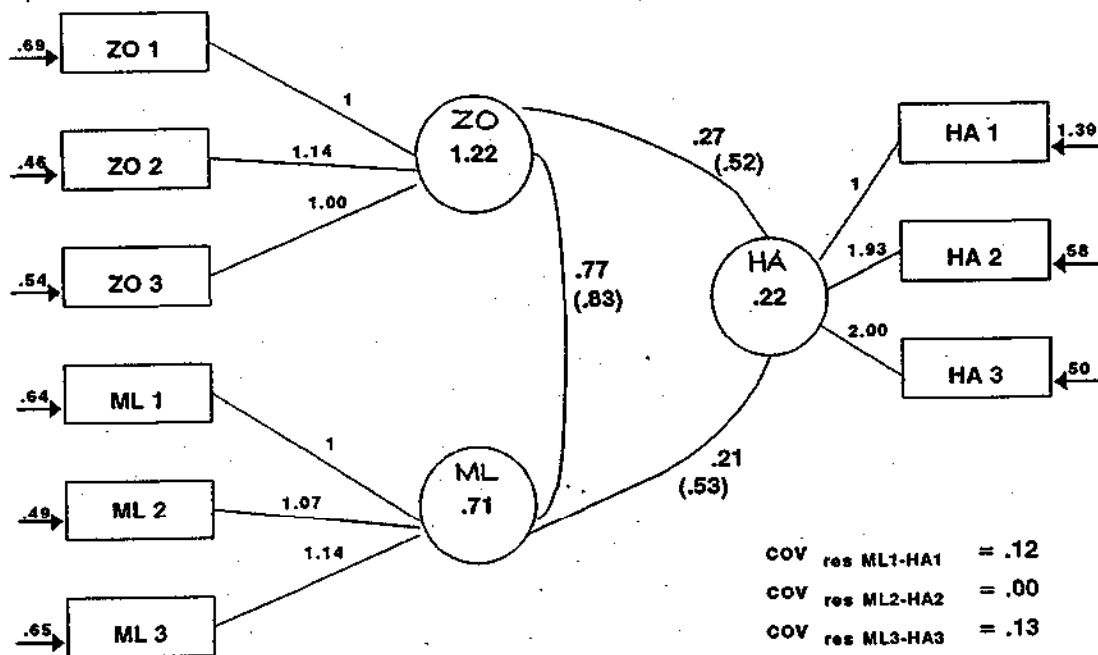 .69
ZO 1
1
.46
ZO 2
1.14
.54
ZO 3
1.00
ZO
1.22
.27
(.52)
HA 1
1.39
1
HA 2
.58
1.93
HA
.22
HA 3
.50
2.00
.77
(.83)
.64
ML 1
1
.49
ML 2
1.07
.65
ML 3
1.14
ML
.71
.21
(.53)
COV res ML1-HA1 = .12
COV res ML2-HA2 = .00
COV res ML3-HA3 = .13